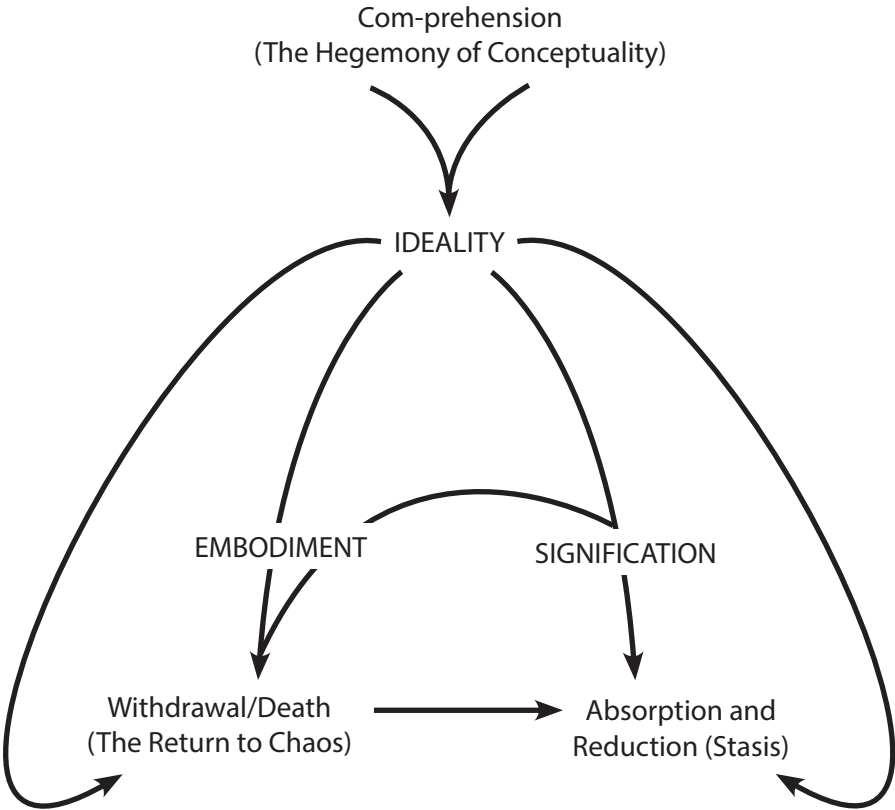 Com-prehension
(The Hegemony of Conceptuality)
IDEALITY
EMBODIMENT
SIGNIFICATION
Withdrawal/Death
(The Return to Chaos)
Absorption and
Reduction (Stasis)